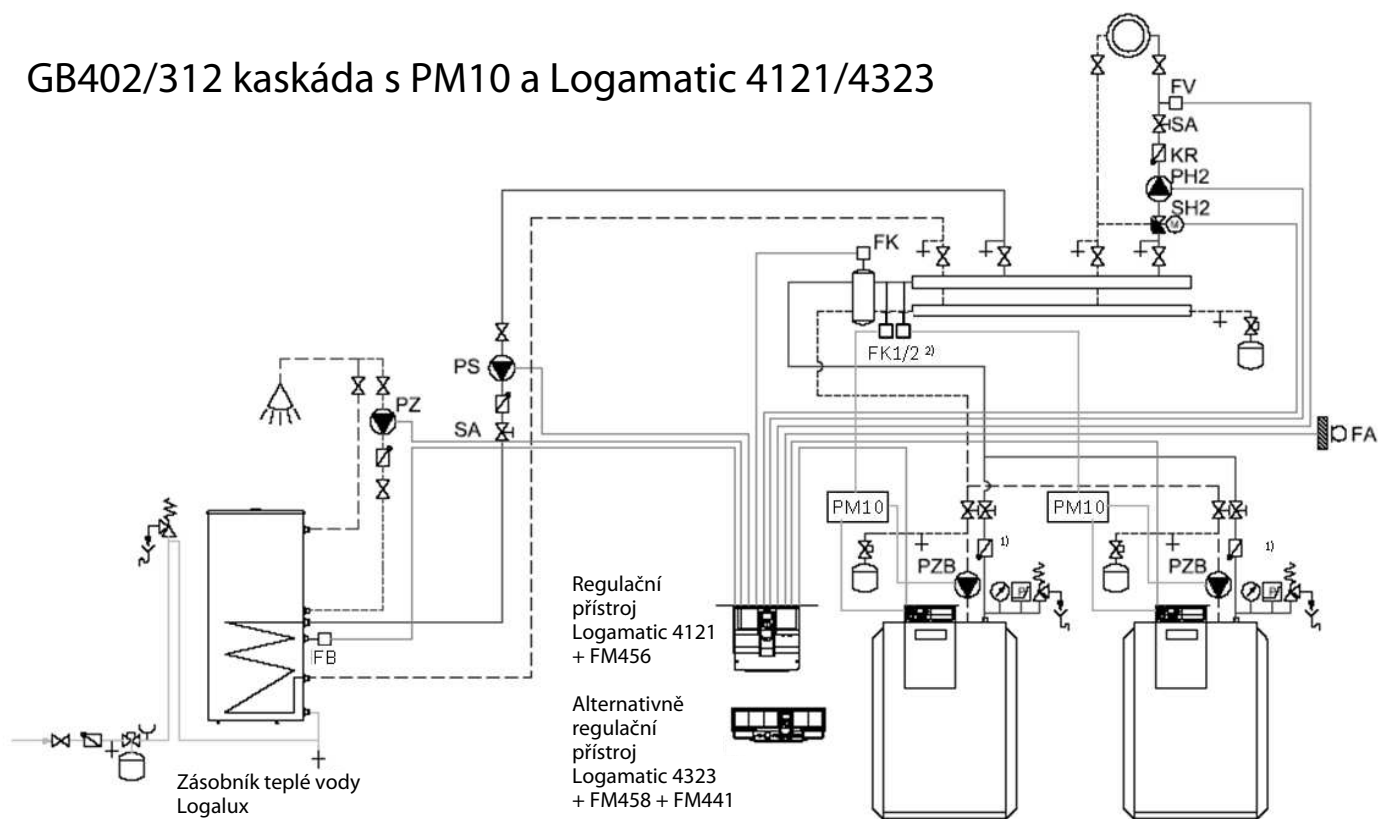 GB402/312 kaskáda s PM10 a Logamatic 4121/4323
FV
SA
KR
PH2
SH2
M
FK
FK1/2 2)
PS
PZ
SA
FA
PM10
PM10
1)
1)
PZB
PZB
FB
Regulační
přístroj
Logamatic 4121
+ FM456
Alternativně
regulační
přístroj
Logamatic 4323
+ FM458 + FM441
Zásobník teplé vody
Logalux